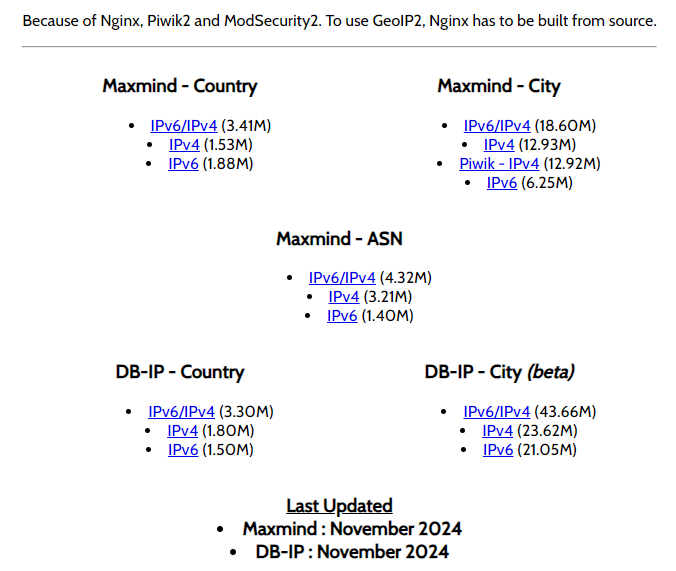 Because of Nginx, Piwik2 and ModSecurity2. To use GeoIP2, Nginx has to be built from source.
Maxmind - Country
• IPv6/IPv4 (3.41M)
• IPv4 (1.53M)
• IPv6 (1.88M)
Maxmind - City
• IPv6/IPv4 (18.60M)
• IPv4 (12.93M)
• Piwik - IPv4 (12.92M)
• IPv6 (6.25M)
Maxmind - ASN
• IPv6/IPv4 (4.32M)
• IPv4 (3.21M)
• IPv6 (1.40M)
DB-IP - Country
• IPv6/IPv4 (3.30M)
• IPv4 (1.80M)
• IPv6 (1.50M)
DB-IP - City (beta)
• IPv6/IPv4 (43.66M)
• IPv4 (23.62M)
• IPv6 (21.05M)
Last Updated
• Maxmind : November 2024
• DB-IP : November 2024